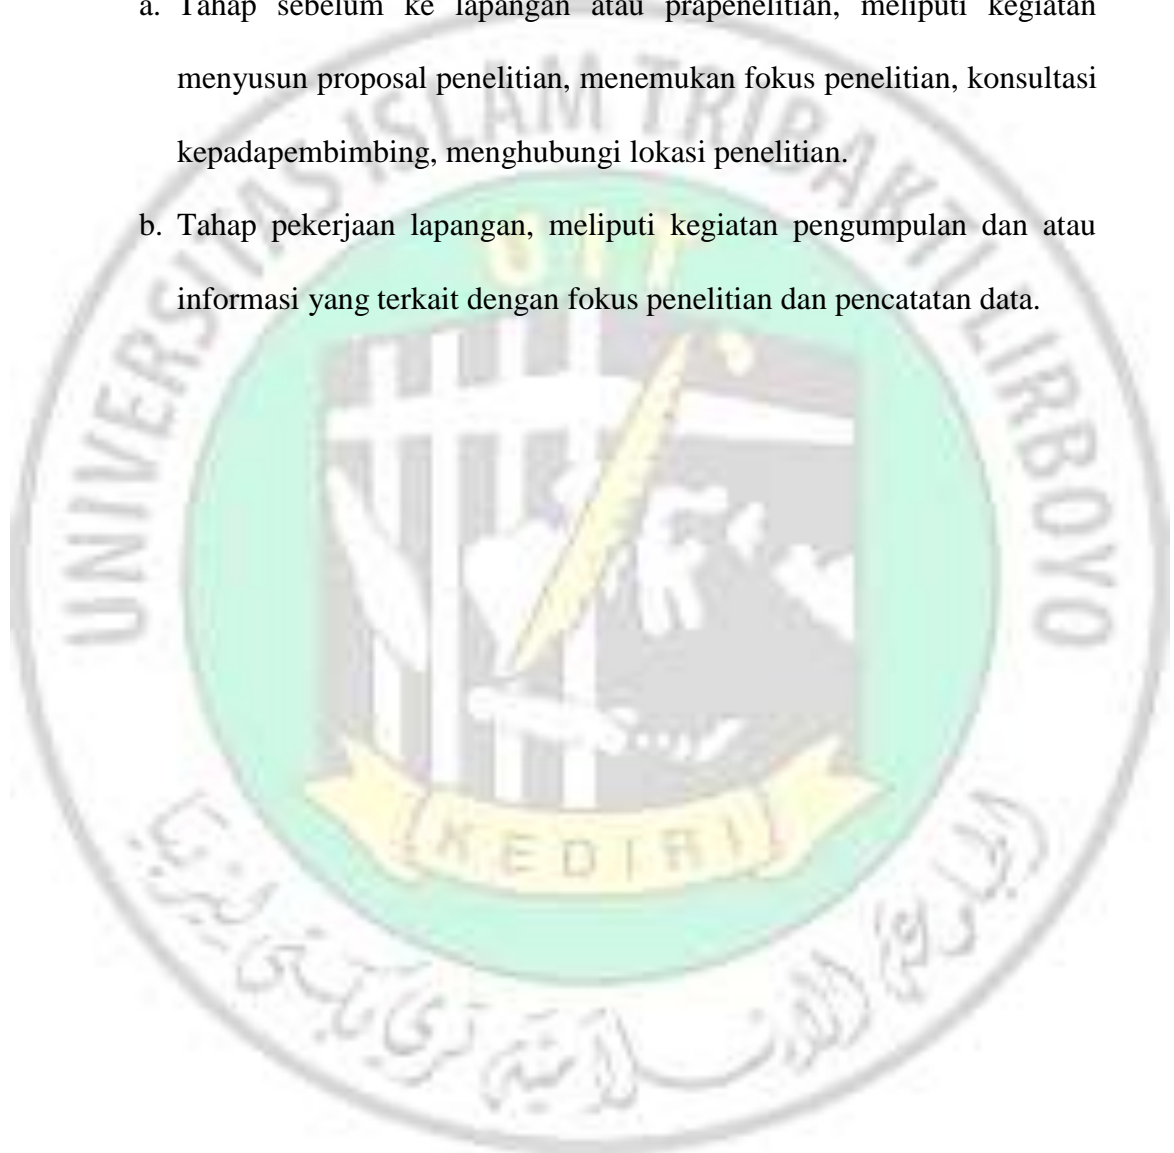 a. Tahap sebelum ke lapangan atau prapenelitian, meliputi kegiatan
menyusun proposal penelitian, menemukan fokus penelitian, konsultasi
kepadapembimbing, menghubungi lokasi penelitian.
b. Tahap pekerjaan lapangan, meliputi kegiatan pengumpulan dan atau
informasi yang terkait dengan fokus penelitian dan pencatatan data.
UNIVERSITAS ISLAM TRIBAKTI LIRBOYO
UIT
KEDIRI